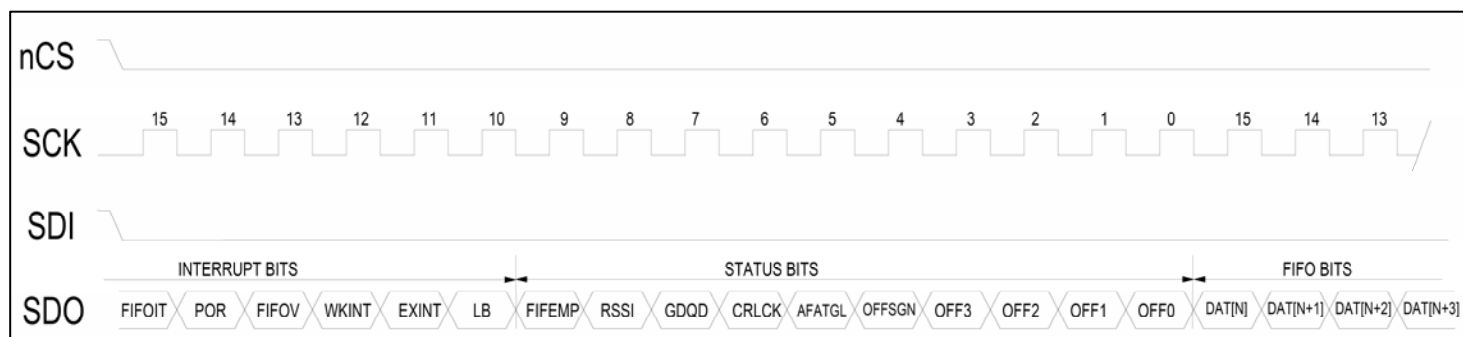 nCS
15 14 13 12 11 10 9 8 7 6 5 4 3 2 1 0 15 14 13
SCK
SDI
INTERRUPT BITS STATUS BITS FIFO BITS
SDO FIFOIT POR FIFOV WKINT EXINT LB FIFEMP RSSI GDQD CRLCK AFATGL OFFSGN OFF3 OFF2 OFF1 OFF0 DAT[N] DAT[N+1] DAT[N+2] DAT[N+3]